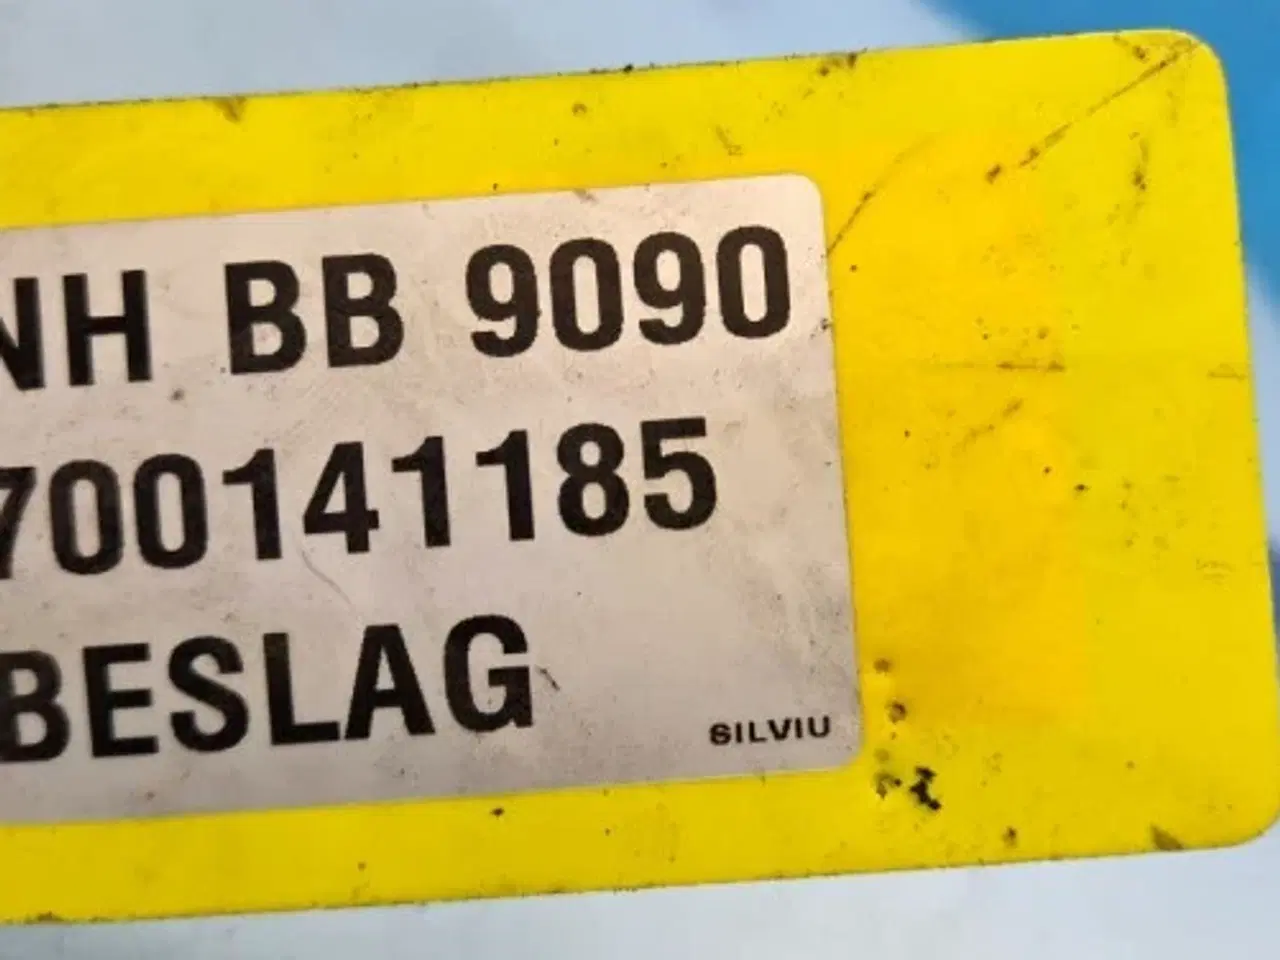 NH BB 9090
700141185
BESLAG
SILVIU